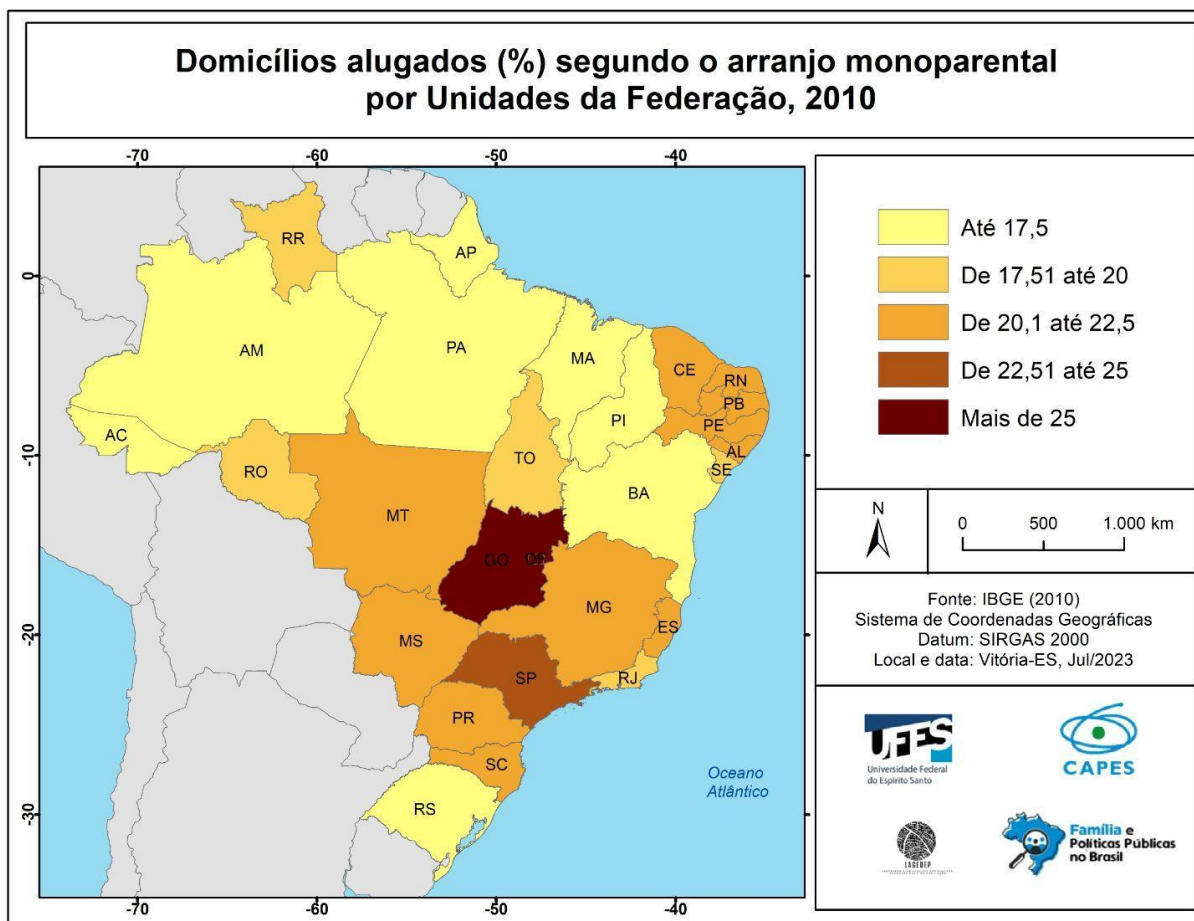 Domicílios alugados (%) segundo o arranjo monoparental
por Unidades da Federação, 2010
-70 -60 -50 -40
0
-10
-20
-30
RR
AP
AM
PA
MA
CE
RN
PB
PE
PI
AL
SE
AC
RO
TO
BA
MT
GO
DF
MG
ES
MS
SP
RJ
PR
SC
RS
Oceano
Atlântico
-70 -60 -50 -40
Até 17,5
De 17,51 até 20
De 20,1 até 22,5
De 22,51 até 25
Mais de 25
N
0 500 1.000 km
Fonte: IBGE (2010)
Sistema de Coordenadas Geográficas
Datum: SIRGAS 2000
Local e data: Vitória-ES, Jul/2023
UFES
Universidade Federal
do Espírito Santo
CAPES
LAGEDEP
Família e
Políticas Públicas
no Brasil